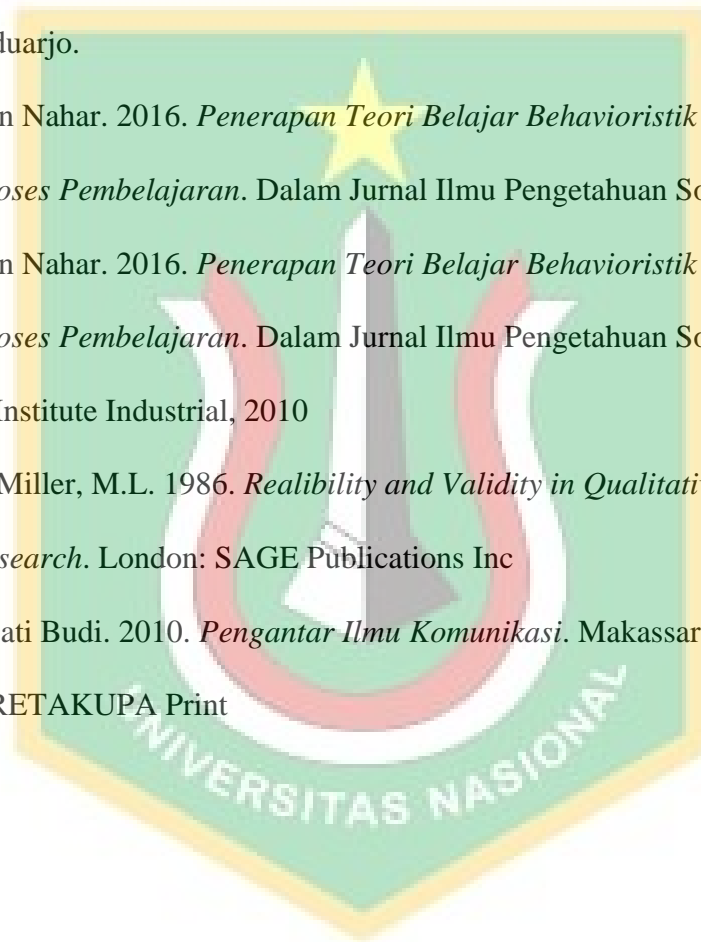 duarjo.
n Nahar. 2016. Penerapan Teori Belajar Behavioristik
oses Pembelajaran. Dalam Jurnal Ilmu Pengetahuan So
n Nahar. 2016. Penerapan Teori Belajar Behavioristik
oses Pembelajaran. Dalam Jurnal Ilmu Pengetahuan So
Institute Industrial, 2010
Miller, M.L. 1986. Realibility and Validity in Qualitativ
search. London: SAGE Publications Inc
ati Budi. 2010. Pengantar Ilmu Komunikasi. Makassar
RETAKUPA Print
UNIVERSITAS NASIONAL